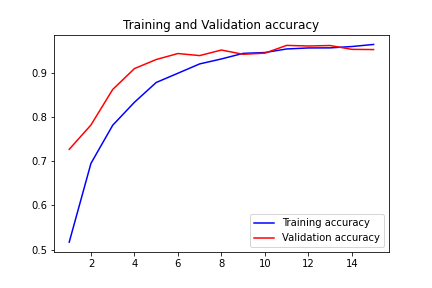 Training and Validation accuracy
0.9
0.8
0.7
0.6
0.5
Training accuracy
Validation accuracy
2 4 6 8 10 12 14